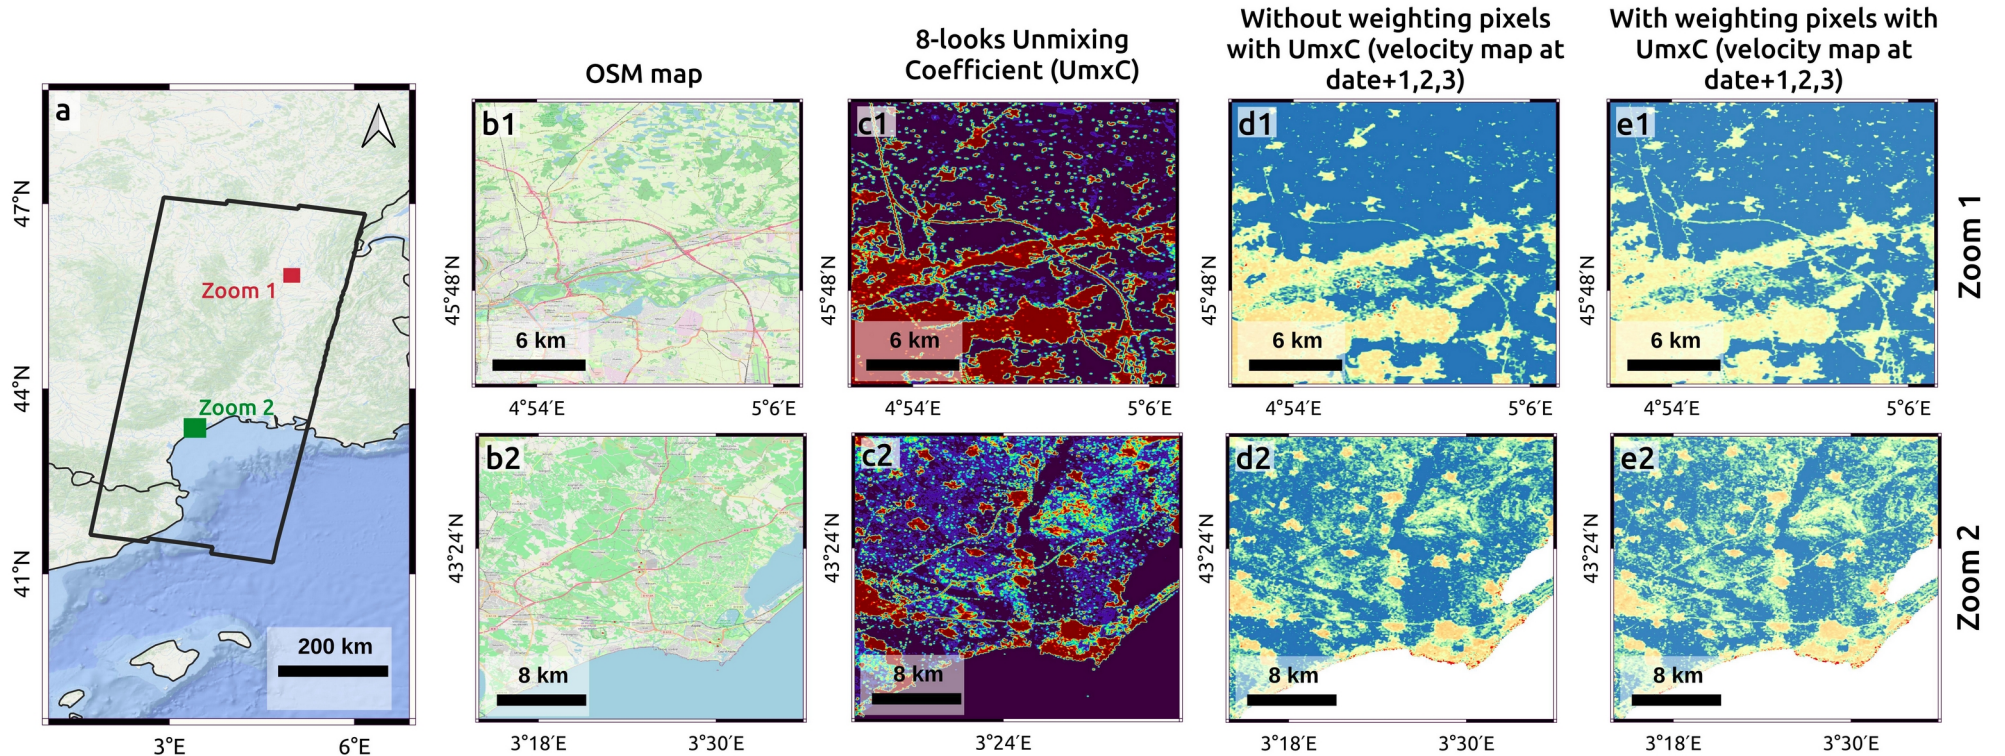 OSM map
8-looks Unmixing
Coefficient (UmxC)
Without weighting pixels
with UmxC (velocity map at
date+1,2,3)
With weighting pixels with
UmxC (velocity map at
date+1,2,3)
a
47°N
44°N
41°N
Zoom 1
Zoom 2
200 km
3°E
6°E
b1
45°48′N
6 km
4°54′E
5°6′E
c1
45°48′N
6 km
4°54′E
5°6′E
d1
45°48′N
6 km
4°54′E
5°6′E
e1
45°48′N
6 km
4°54′E
5°6′E
Zoom 1
b2
43°24′N
8 km
3°18′E
3°30′E
c2
43°24′N
8 km
3°24′E
d2
43°24′N
8 km
3°18′E
3°30′E
e2
43°24′N
8 km
3°18′E
3°30′E
Zoom 2